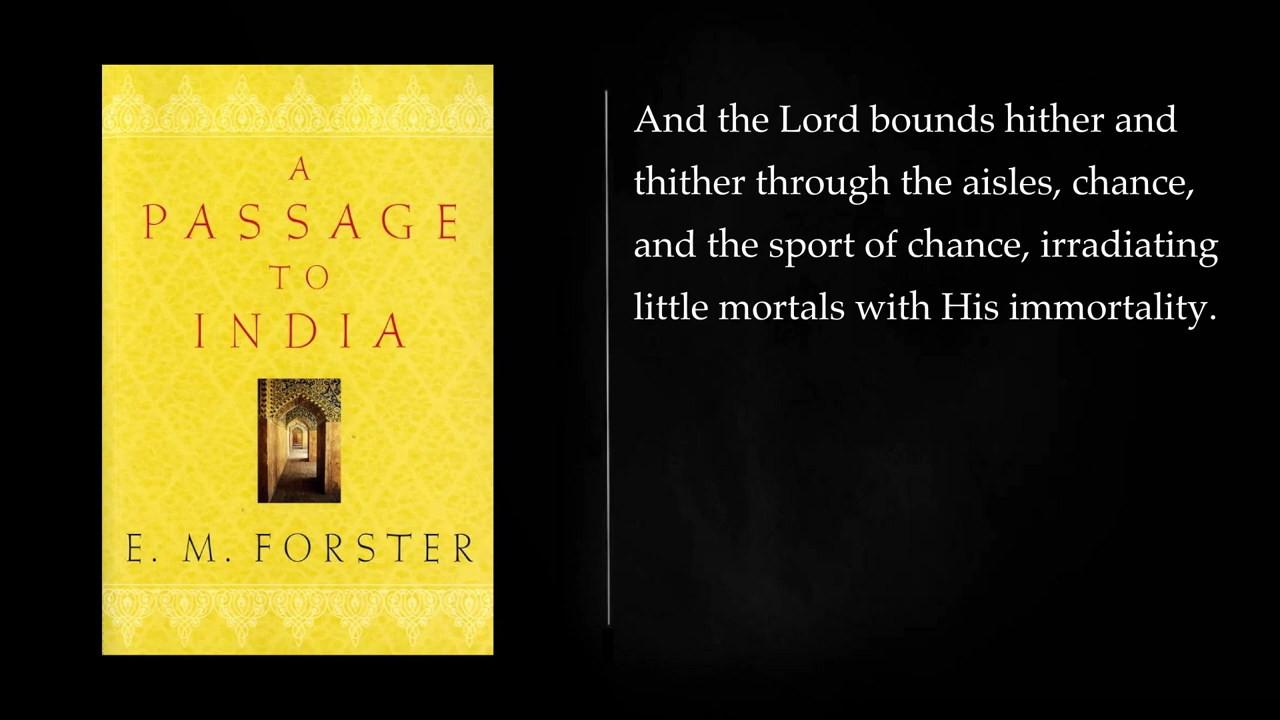 A
PASSAGE
TO
INDIA
E. M. FORSTER
And the Lord bounds hither and
thither through the aisles, chance,
and the sport of chance, irradiating
little mortals with His immortality.